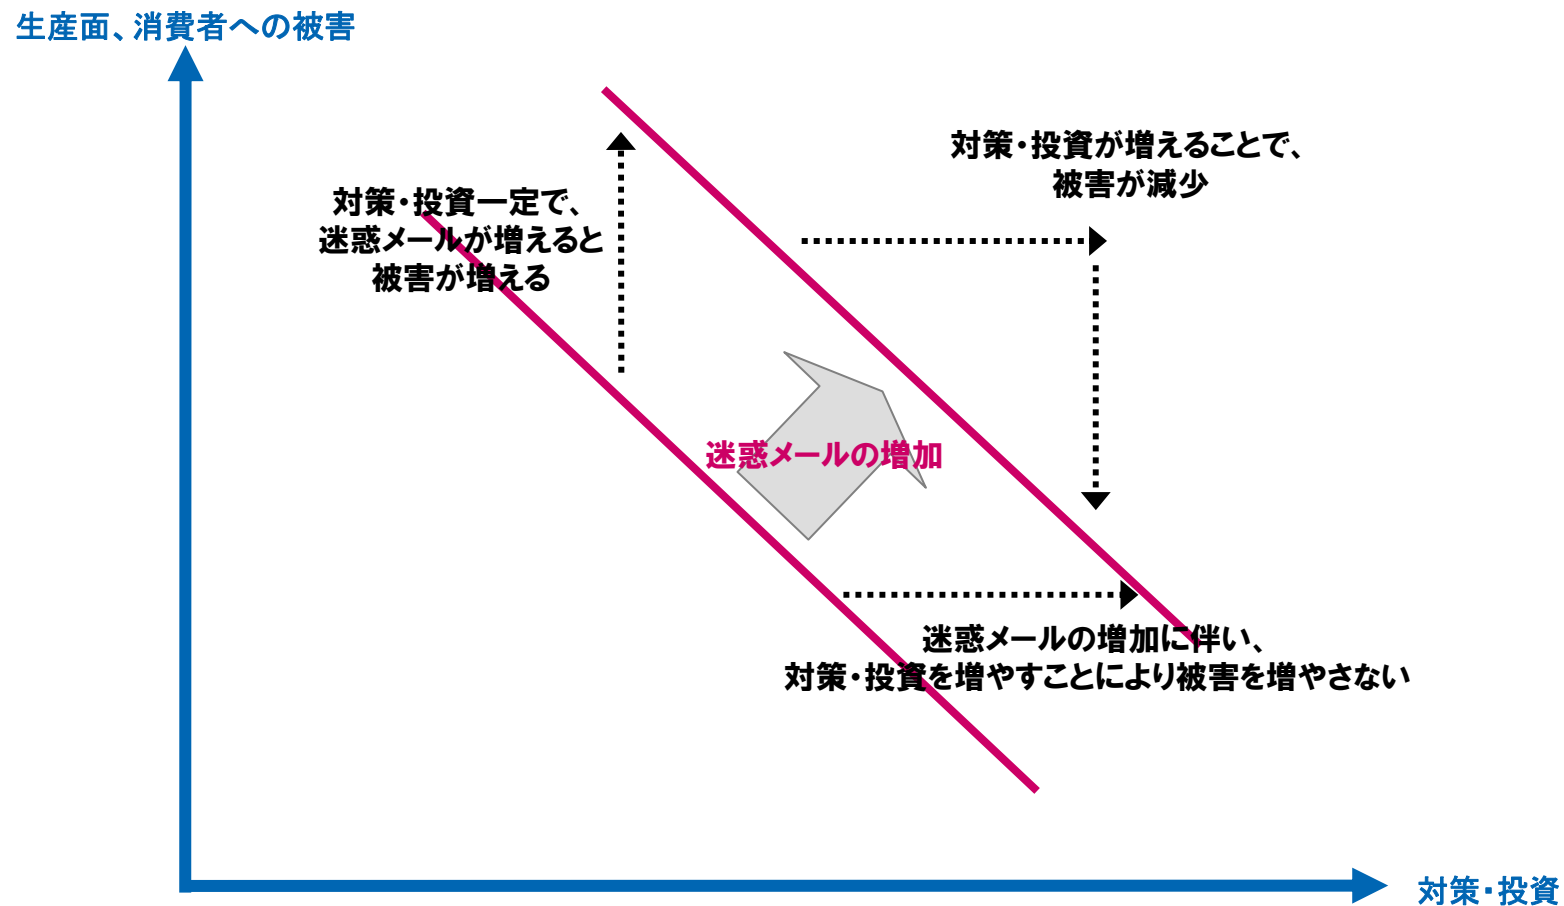 生産面、消費者への被害
対策・投資が増えることで、
被害が減少
対策・投資一定で、
迷惑メールが増えると
被害が増える
迷惑メールの増加
迷惑メールの増加に伴い、
対策・投資を増やすことにより被害を増やさない
対策・投資